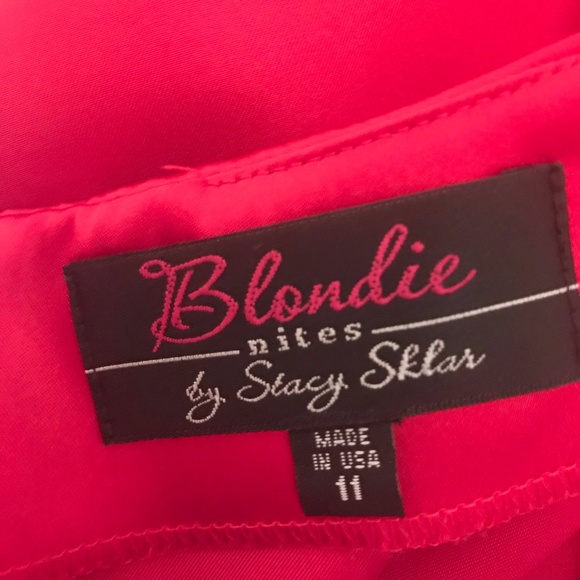 Blondie
nites
by Stacy Sklar
MADE
IN USA
11